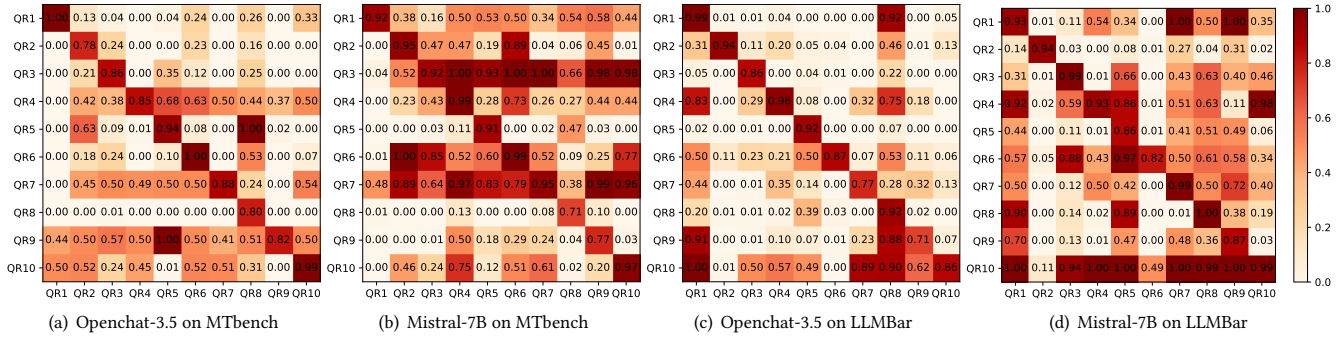 QR1 1.00 0.13 0.04 0.04 0.24 0.04 0.00 0.26 0.00 0.33
QR2 0.00 0.78 0.24 0.00 0.00 0.23 0.00 0.16 0.00 0.00
QR3 0.00 0.21 0.86 0.00 0.35 0.12 0.00 0.25 0.00 0.00
QR4 0.00 0.42 0.38 0.85 0.68 0.63 0.50 0.44 0.37 0.50
QR5 0.00 0.63 0.09 0.01 0.94 0.08 0.00 1.00 0.02 0.00
QR6 0.00 0.18 0.24 0.00 0.10 1.00 0.00 0.53 0.00 0.07
QR7 0.00 0.45 0.50 0.49 0.50 0.50 0.88 0.24 0.00 0.54
QR8 0.00 0.00 0.01 0.00 0.00 0.00 0.00 0.80 0.00 0.00
QR9 0.44 0.50 0.57 0.50 1.00 0.50 0.41 0.51 0.82 0.50
QR10 0.50 0.52 0.24 0.45 0.01 0.52 0.51 0.31 0.00 0.99
QR1 QR2 QR3 QR4 QR5 QR6 QR7 QR8 QR9 QR10
(a) Openchat-3.5 on MTbench
QR1 0.92 0.38 0.16 0.50 0.53 0.50 0.34 0.54 0.58 0.44
QR2 0.00 0.95 0.47 0.47 0.19 0.89 0.04 0.06 0.45 0.01
QR3 0.04 0.52 0.92 1.00 0.93 1.00 1.00 0.66 0.98 0.98
QR4 0.00 0.23 0.43 0.99 0.28 0.73 0.26 0.27 0.44 0.44
QR5 0.00 0.00 0.03 0.11 0.91 0.00 0.02 0.47 0.03 0.00
QR6 0.01 1.00 0.85 0.52 0.60 0.99 0.52 0.09 0.25 0.77
QR7 0.48 0.89 0.64 0.97 0.83 0.79 0.95 0.38 0.99 0.96
QR8 0.01 0.00 0.00 0.13 0.00 0.00 0.08 0.71 0.10 0.00
QR9 0.00 0.00 0.01 0.50 0.18 0.29 0.24 0.04 0.77 0.03
QR10 0.00 0.46 0.24 0.75 0.12 0.51 0.61 0.02 0.20 0.97
QR1 QR2 QR3 QR4 QR5 QR6 QR7 QR8 QR9 QR10
(b) Mistral-7B on MTbench
QR1 0.99 0.01 0.01 0.04 0.00 0.00 0.00 0.92 0.00 0.05
QR2 0.31 0.94 0.11 0.20 0.01 0.00 0.00 0.46 0.01 0.13
QR3 0.05 0.00 0.86 0.00 0.04 0.01 0.00 0.22 0.00 0.00
QR4 0.83 0.00 0.29 0.96 0.08 0.00 0.32 0.75 0.18 0.00
QR5 0.02 0.00 0.01 0.00 0.92 0.00 0.00 0.07 0.00 0.00
QR6 0.50 0.11 0.23 0.21 0.50 0.87 0.07 0.53 0.11 0.06
QR7 0.44 0.00 0.01 0.35 0.14 0.00 0.77 0.28 0.32 0.13
QR8 0.20 0.01 0.01 0.02 0.39 0.03 0.00 0.92 0.02 0.00
QR9 0.91 0.00 0.01 0.10 0.07 0.00 0.23 0.88 0.71 0.07
QR10 1.00 0.01 0.50 0.57 0.49 0.07 0.89 0.90 0.62 0.86
QR1 QR2 QR3 QR4 QR5 QR6 QR7 QR8 QR9 QR10
(c) Openchat-3.5 on LLMBar
QR1 0.93 0.01 0.11 0.54 0.34 0.00 1.00 0.50 1.00 0.35
QR2 0.14 0.94 0.03 0.00 0.08 0.01 0.27 0.04 0.31 0.02
QR3 0.31 0.01 0.99 0.01 0.66 0.00 0.43 0.63 0.40 0.46
QR4 0.92 0.02 0.59 0.93 0.86 0.01 0.51 0.63 0.11 0.98
QR5 0.44 0.00 0.11 0.01 0.86 0.01 0.41 0.51 0.49 0.06
QR6 0.57 0.05 0.88 0.43 0.97 0.82 0.50 0.61 0.58 0.34
QR7 0.50 0.00 0.12 0.50 0.42 0.00 0.99 0.50 0.72 0.40
QR8 0.90 0.00 0.14 0.02 0.89 0.00 0.01 1.00 0.38 0.19
QR9 0.70 0.00 0.13 0.01 0.47 0.00 0.48 0.36 0.87 0.03
QR10 1.00 0.11 0.94 1.00 1.00 0.49 1.00 0.99 1.00 0.99
QR1 QR2 QR3 QR4 QR5 QR6 QR7 QR8 QR9 QR10
(d) Mistral-7B on LLMBar
1.0
0.8
0.6
0.4
0.2
0.0